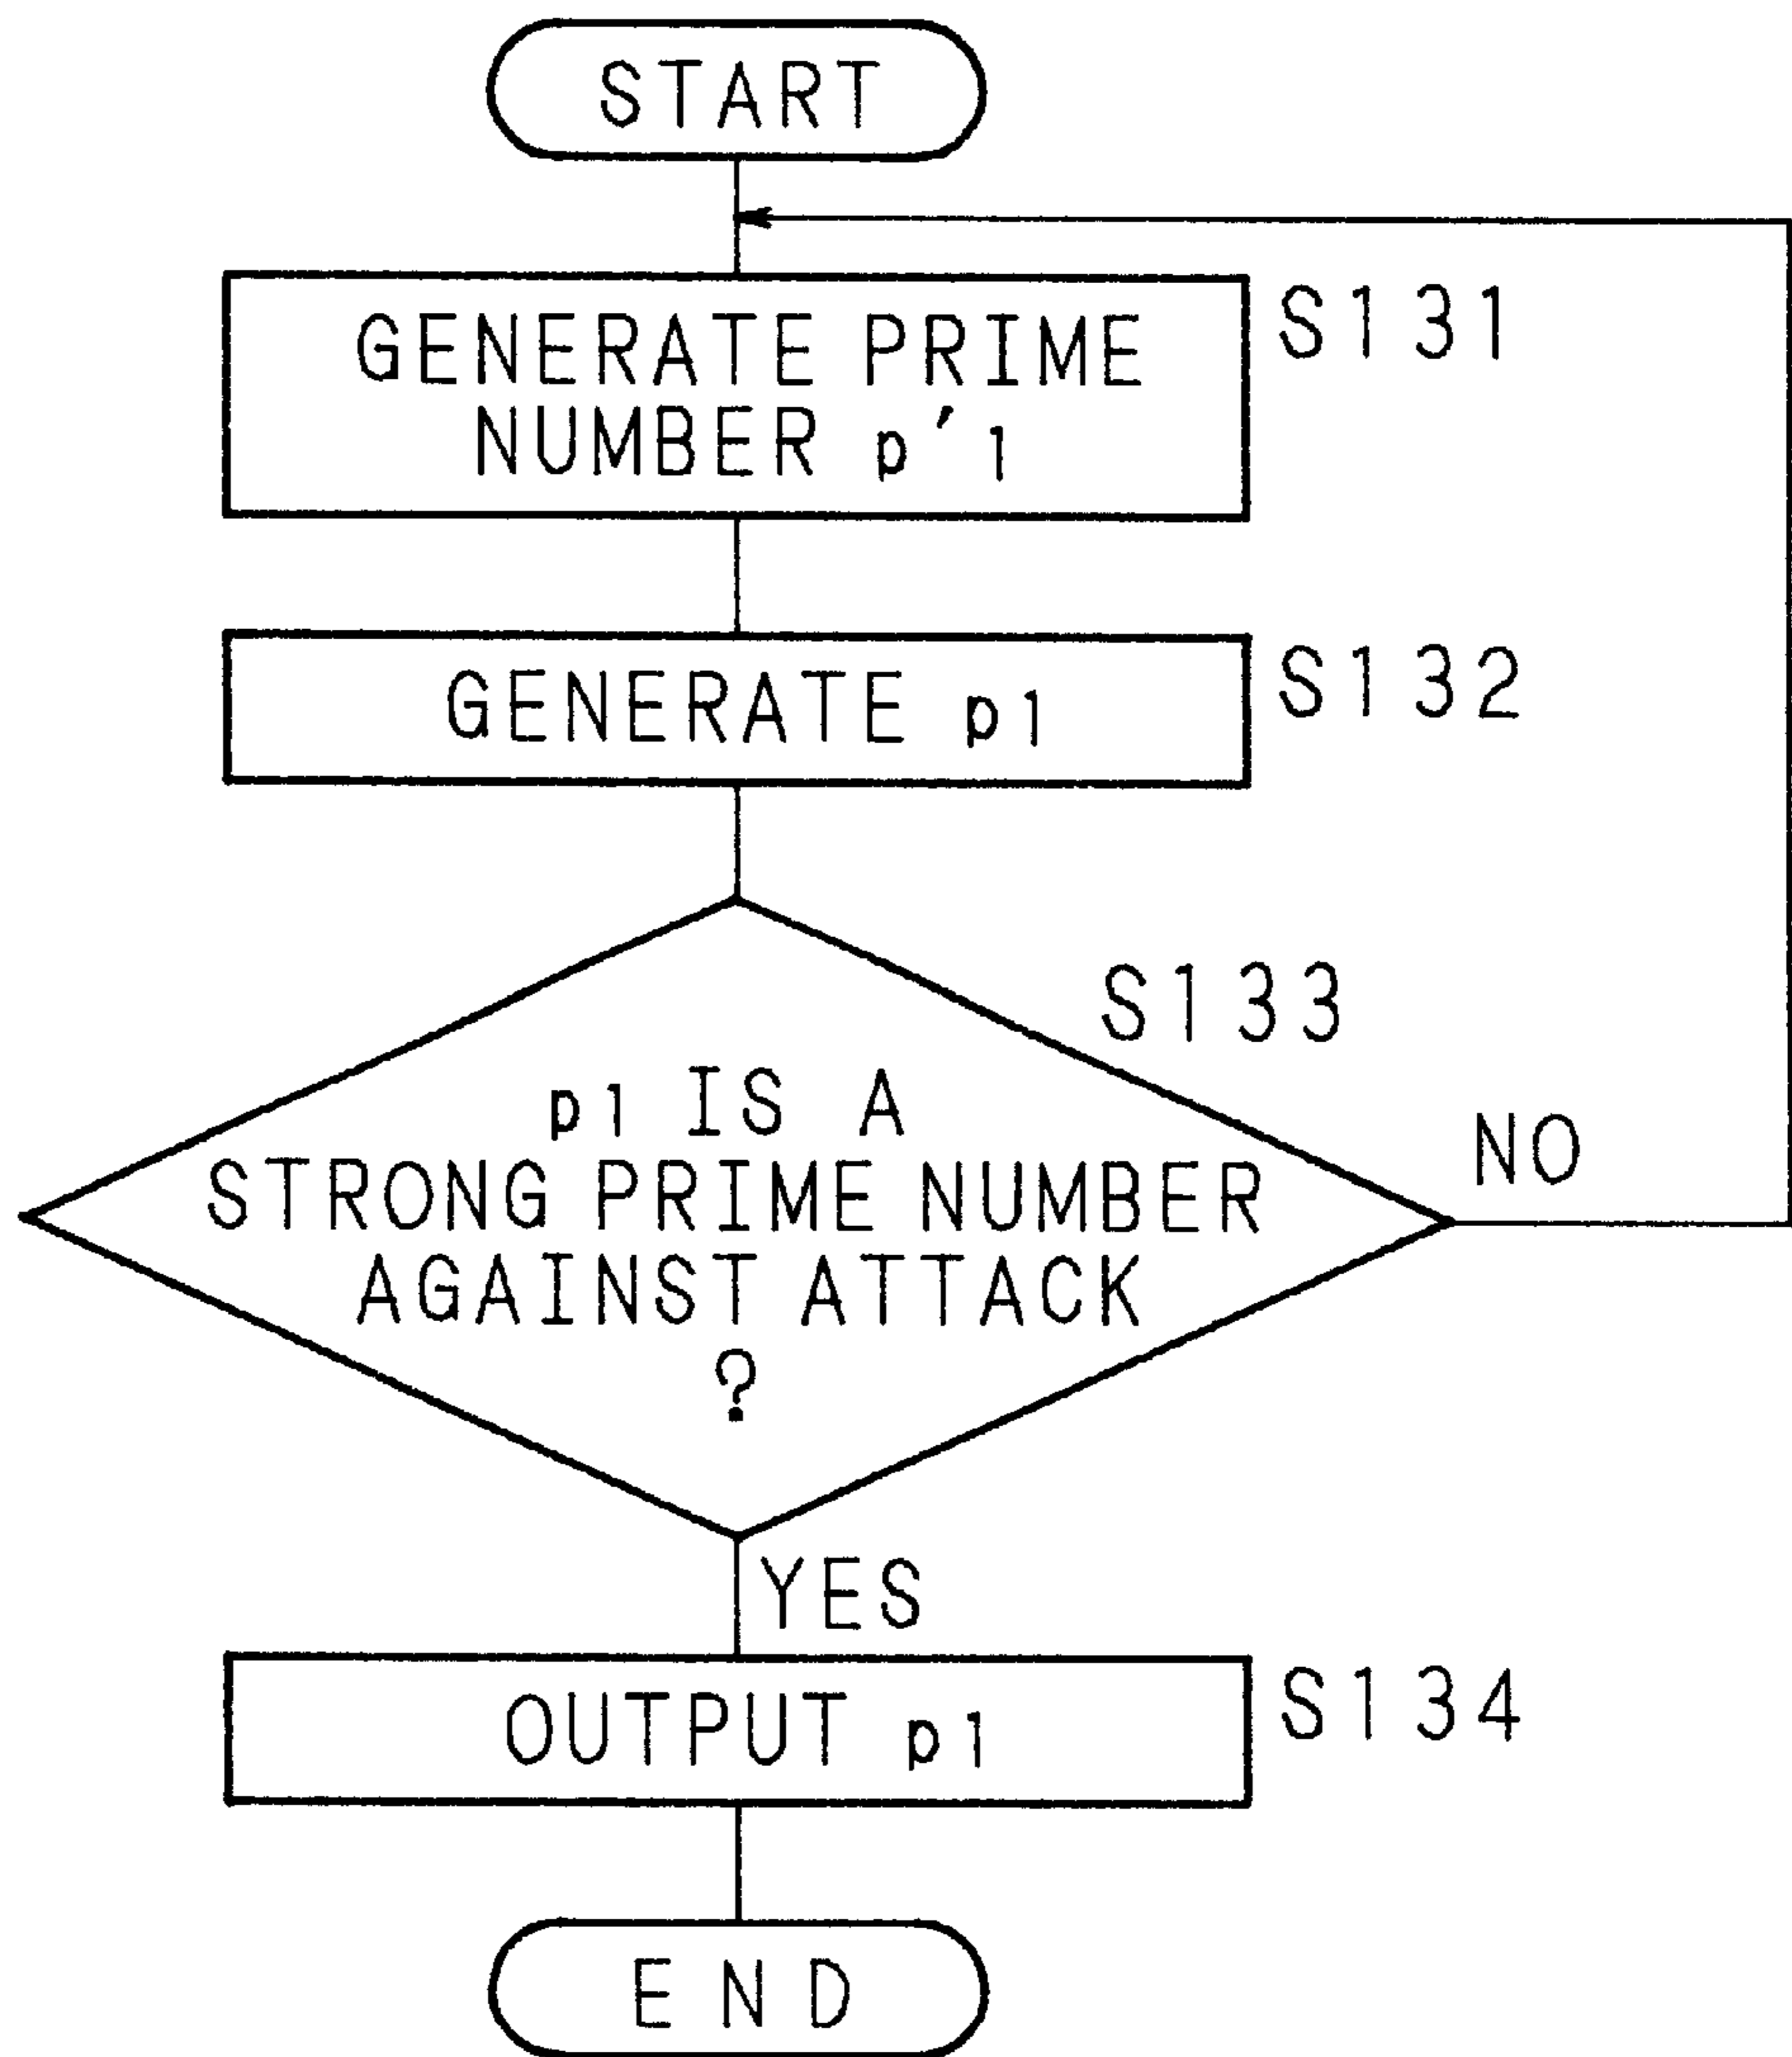 START
GENERATE PRIME
NUMBER p'1
S131
GENERATE p1
S132
S133
p1 IS A
STRONG PRIME NUMBER
AGAINST ATTACK
?
NO
YES
OUTPUT p1
S134
END